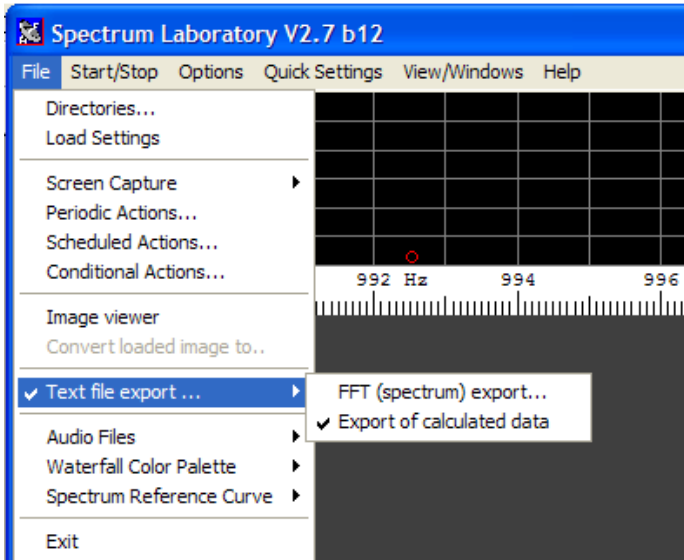 Spectrum Laboratory V2.7 b12
File Start/Stop Options Quick Settings View/Windows Help
Directories...
Load Settings
Screen Capture
Periodic Actions...
Scheduled Actions...
Conditional Actions...
992 Hz 994 996
Image viewer
Convert loaded image to..
Text file export ...
FFT (spectrum) export...
Export of calculated data
Audio Files
Waterfall Color Palette
Spectrum Reference Curve
Exit